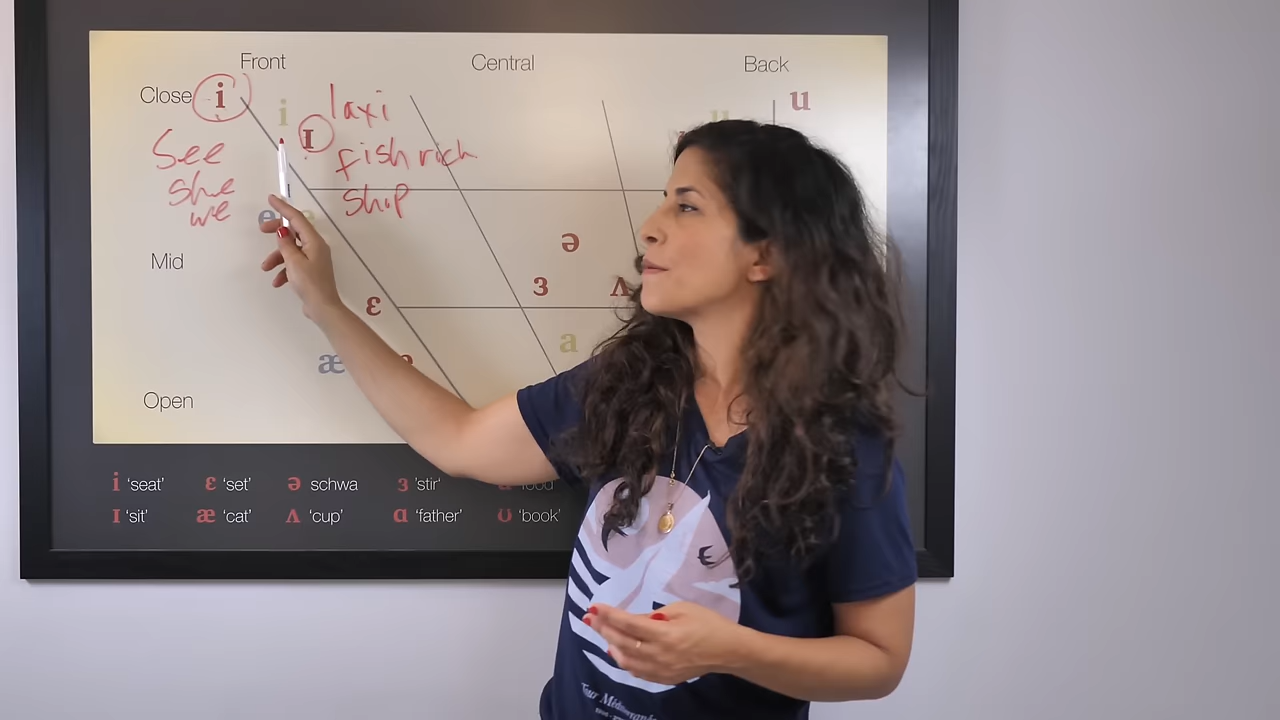 Front Central Back
Close i i laxi u
ɪ fish rich
See
she ship
we
e
Mid ə
ɛ ɜ ʌ
æ a
Open
i 'seat' ɛ 'set' ə schwa ɜ 'stir'
ɪ 'sit' æ 'cat' ʌ 'cup' ɑ 'father' ʊ 'book'